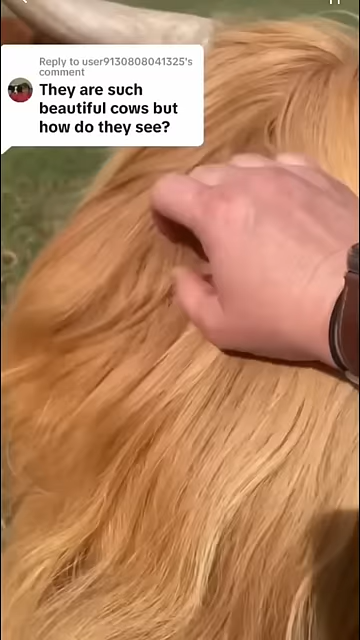 Reply to user9130808041325's
comment
They are such
beautiful cows but
how do they see?